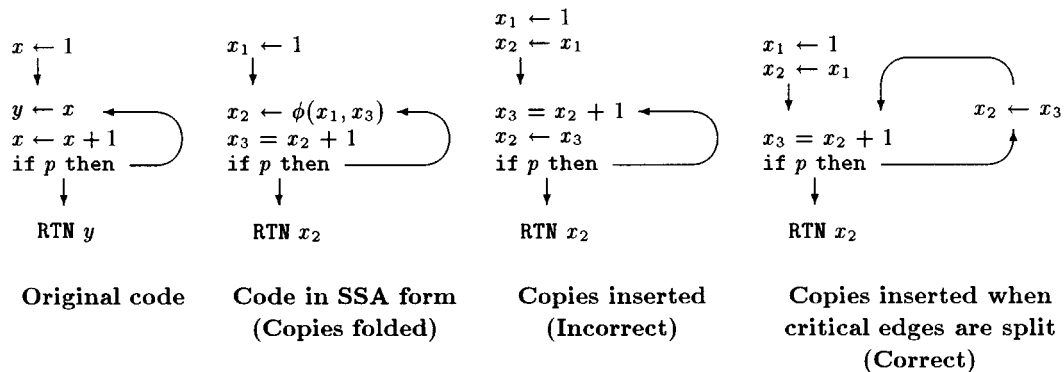 x ← 1
y ← x
x ← x + 1
if p then
RTN y
Original code
x₁ ← 1
x₂ ← ϕ(x₁, x₃)
x₃ = x₂ + 1
if p then
RTN x₂
Code in SSA form
(Copies folded)
x₁ ← 1
x₂ ← x₁
x₃ = x₂ + 1
x₂ ← x₃
if p then
RTN x₂
Copies inserted
(Incorrect)
x₁ ← 1
x₂ ← x₁
x₂ ← x₃
x₃ = x₂ + 1
if p then
RTN x₂
Copies inserted when
critical edges are split
(Correct)